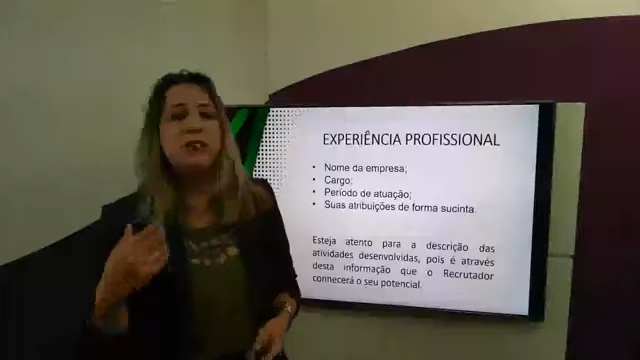 EXPERIÊNCIA PROFISSIONAL
• Nome da empresa;
• Cargo;
• Período de atuação;
• Suas atribuições de forma sucinta.
Esteja atento para a descrição das
atividades desenvolvidas, pois é através
desta informação que o Recrutador
conhecerá o seu potencial.